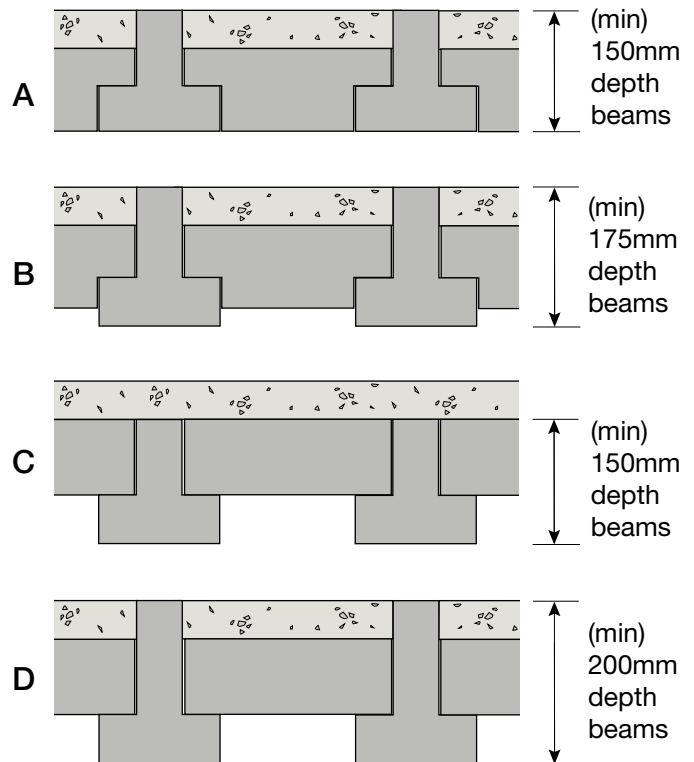 A
(min)
150mm
depth
beams
B
(min)
175mm
depth
beams
C
(min)
150mm
depth
beams
D
(min)
200mm
depth
beams